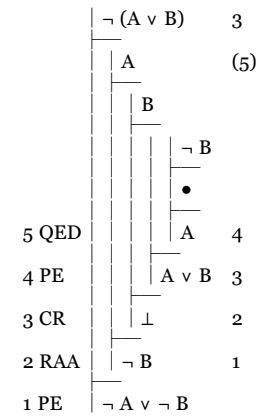 ¬ (A ∨ B) 3
A (5)
B
¬ B
●
5 QED A 4
4 PE A ∨ B 3
3 CR ⊥ 2
2 RAA ¬ B 1
1 PE ¬ A ∨ ¬ B